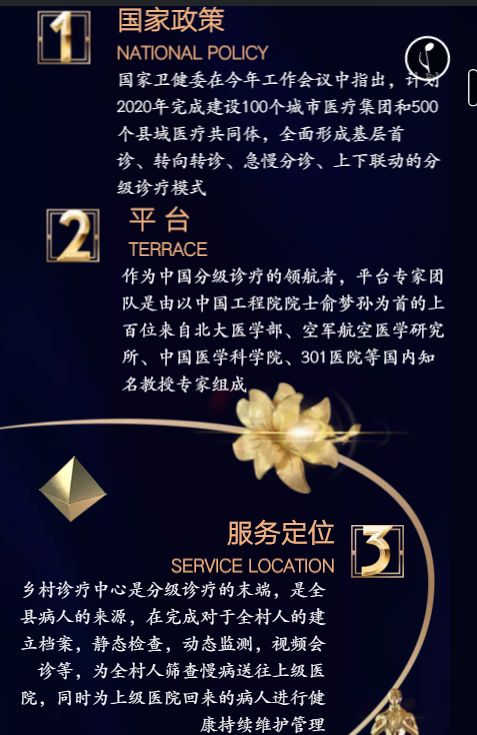 1
国家政策
NATIONAL POLICY
国家卫健委在今年工作会议中指出，计划
2020年完成建设100个城市医疗集团和500
个县域医疗共同体，全面形成基层首
诊、转向转诊、急慢分诊、上下联动的分
级诊疗模式
2
平台
TERRACE
作为中国分级诊疗的领航者，平台专家团
队是由以中国工程院院士俞梦孙为首的上
百位来自北大医学部、空军航空医学研究
所、中国医学科学院、301医院等国内知
名教授专家组成
服务定位
3
SERVICE LOCATION
乡村诊疗中心是分级诊疗的末端，是全
县病人的来源，在完成对于全村人的建
立档案，静态检查，动态监测，视频会
诊等，为全村人筛查慢病送往上级医
院，同时为上级医院回来的病人进行健
康持续维护管理